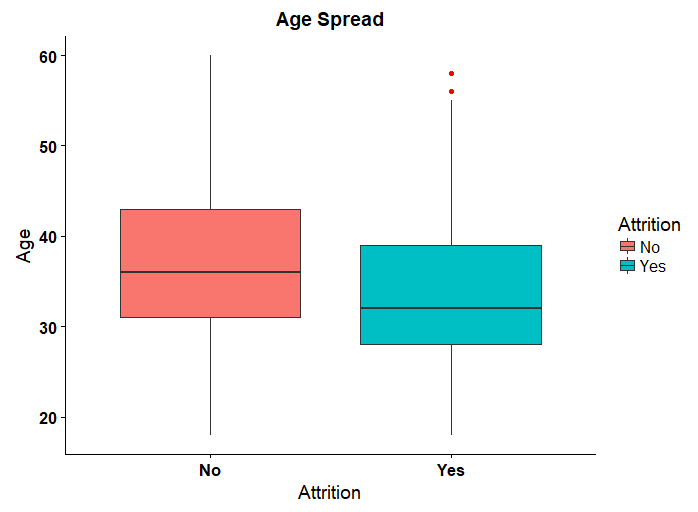 Age Spread
Age
60
50
40
30
20
No
Yes
Attrition
Attrition
No
Yes